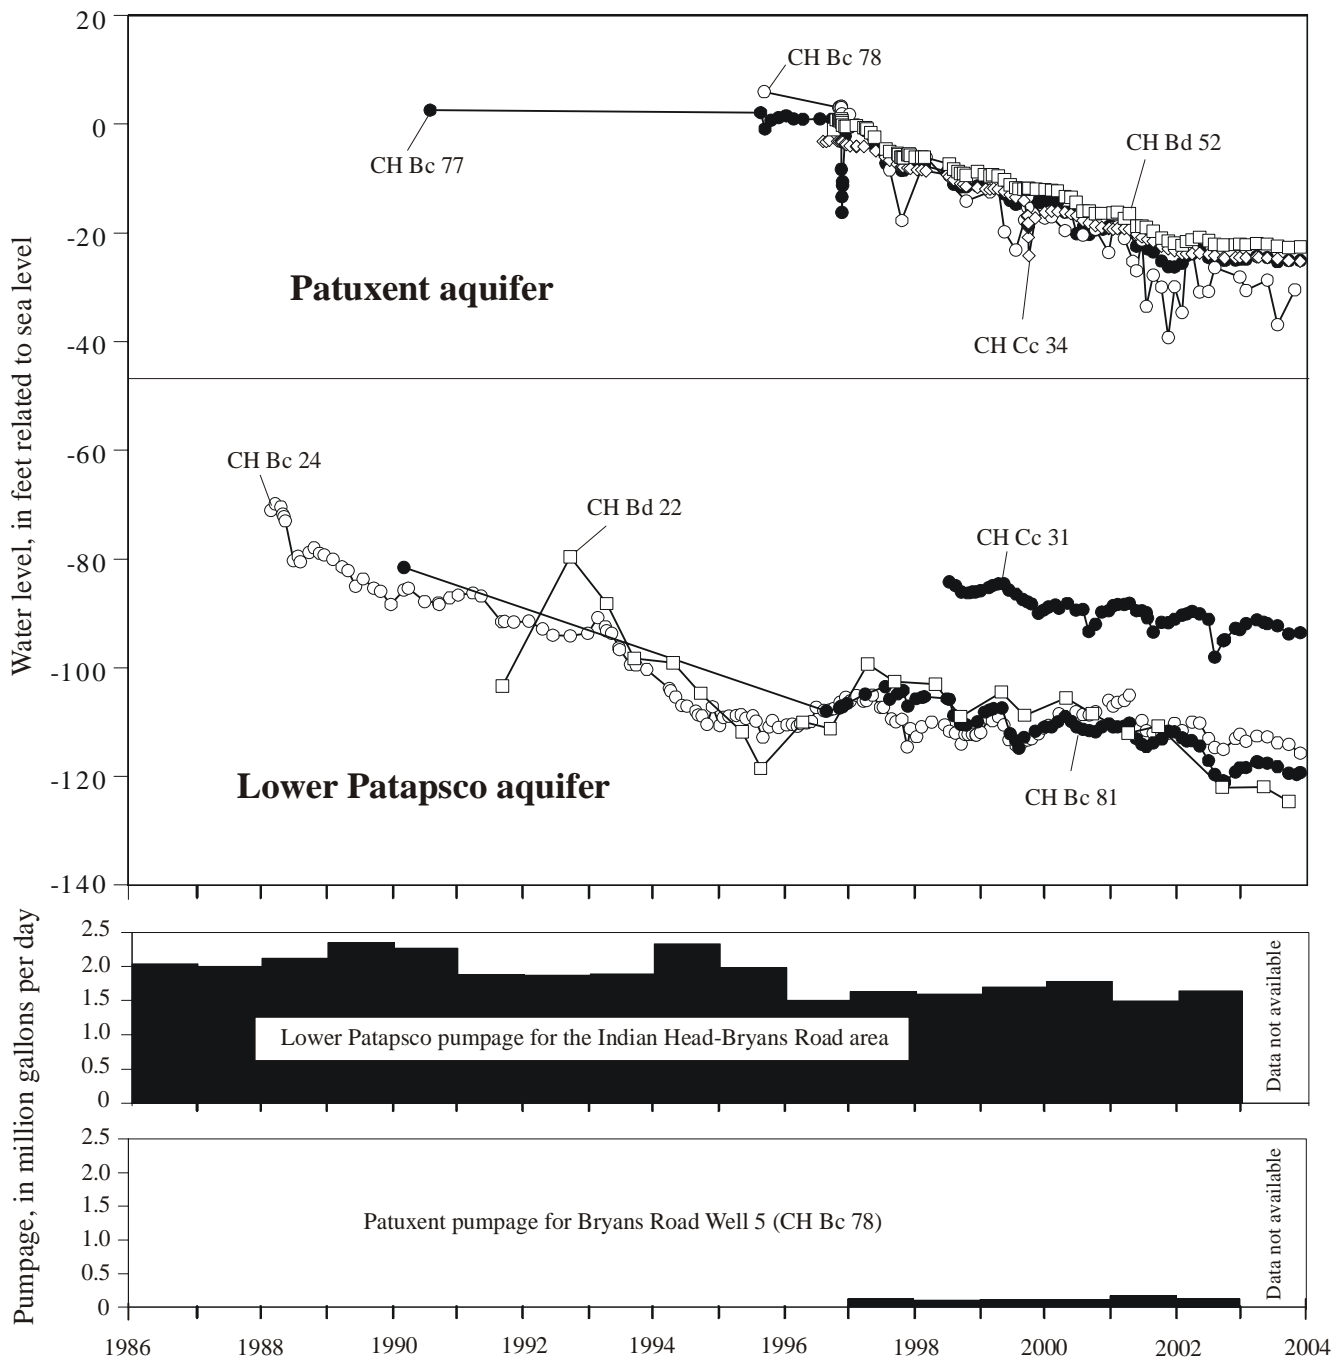 20
0
-20
-40
-60
-80
-100
-120
-140
Water level, in feet related to sea level
CH Bc 78
CH Bc 77
CH Bd 52
Patuxent aquifer
CH Cc 34
CH Bc 24
CH Bd 22
CH Cc 31
Lower Patapsco aquifer
CH Bc 81
Pumpage, in million gallons per day
2.5
2.0
1.5
1.0
0.5
0
Lower Patapsco pumpage for the Indian Head-Bryans Road area
Data not available
2.5
2.0
1.5
1.0
0.5
0
Patuxent pumpage for Bryans Road Well 5 (CH Bc 78)
Data not available
1986 1988 1990 1992 1994 1996 1998 2000 2002 2004